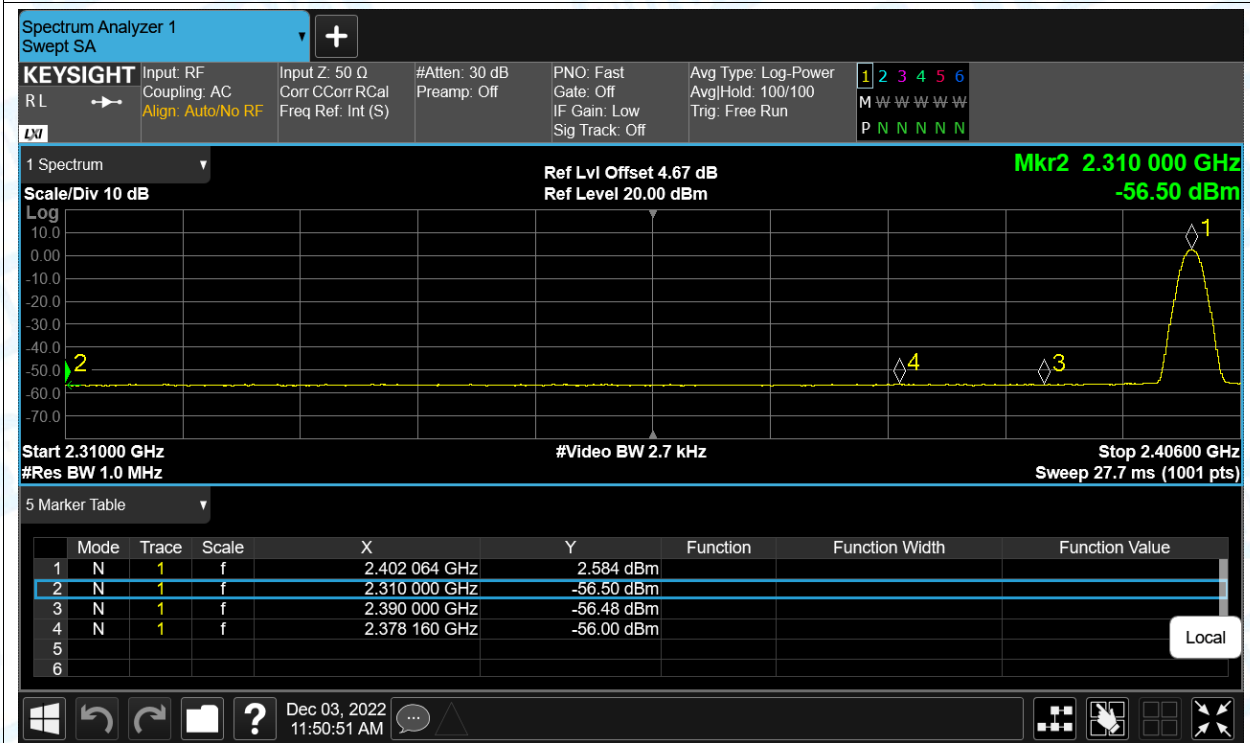 Spectrum Analyzer 1
Swept SA
KEYSIGHT Input: RF Input Z: 50 Ω #Atten: 30 dB PNO: Fast Avg Type: Log-Power 1 2 3 4 5 6
R L Coupling: AC Corr CCorr RCal Preamp: Off Gate: Off Avg|Hold: 100/100 M W W W W W
Align: Auto/No RF Freq Ref: Int (S) IF Gain: Low Trig: Free Run
LXI Sig Track: Off P N N N N N
1 Spectrum Ref Lvl Offset 4.67 dB Mkr2 2.310 000 GHz
Scale/Div 10 dB Ref Level 20.00 dBm -56.50 dBm
Log
10.0 1
0.00
-10.0
-20.0
-30.0
-40.0
-50.0 2 4 3
-60.0
-70.0
Start 2.31000 GHz #Video BW 2.7 kHz Stop 2.40600 GHz
#Res BW 1.0 MHz Sweep 27.7 ms (1001 pts)
5 Marker Table
Mode Trace Scale X Y Function Function Width Function Value
1 N 1 f 2.402 064 GHz 2.584 dBm
2 N 1 f 2.310 000 GHz -56.50 dBm
3 N 1 f 2.390 000 GHz -56.48 dBm
4 N 1 f 2.378 160 GHz -56.00 dBm
5
6
Local
? Dec 03, 2022
11:50:51 AM